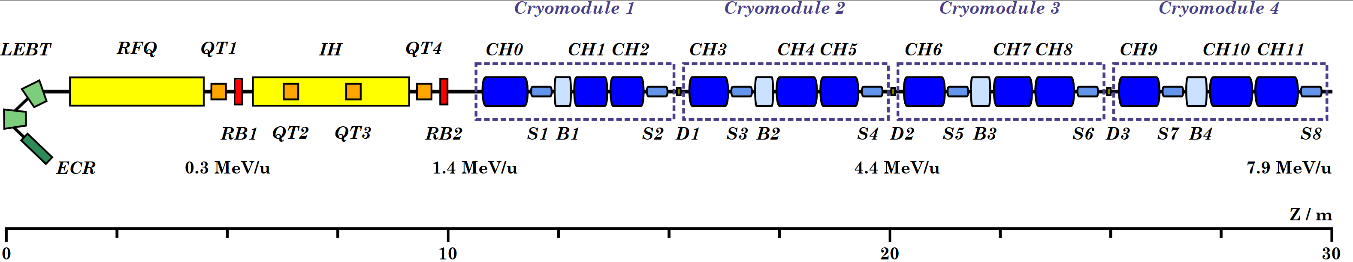 Cryomodule 1 Cryomodule 2 Cryomodule 3 Cryomodule 4
LEBT RFQ QT1 IH QT4 CH0 CH1 CH2 CH3 CH4 CH5 CH6 CH7 CH8 CH9 CH10 CH11
RB1 QT2 QT3 RB2 S1 B1 S2 D1 S3 B2 S4 D2 S5 B3 S6 D3 S7 B4 S8
ECR 0.3 MeV/u 1.4 MeV/u 4.4 MeV/u 7.9 MeV/u
Z / m
0 10 20 30